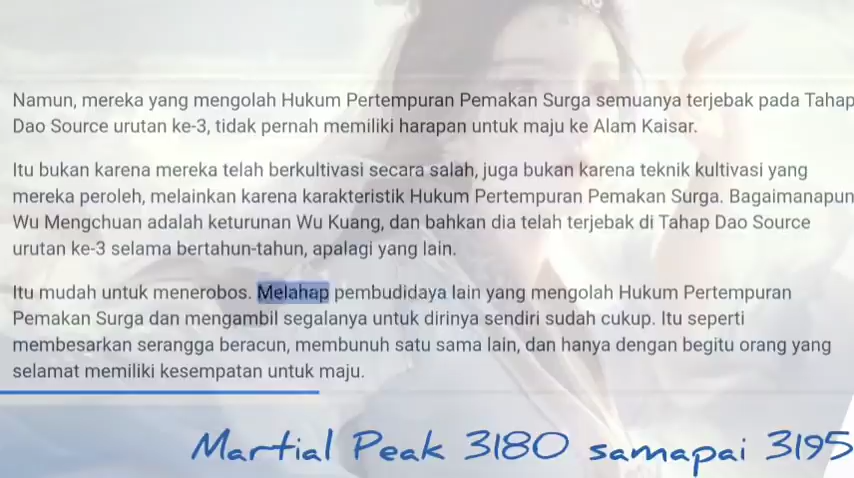 Namun, mereka yang mengolah Hukum Pertempuran Pemakan Surga semuanya terjebak pada Tahap
Dao Source urutan ke-3, tidak pernah memiliki harapan untuk maju ke Alam Kaisar.
Itu bukan karena mereka telah berkultivasi secara salah, juga bukan karena teknik kultivasi yang
mereka peroleh, melainkan karena karakteristik Hukum Pertempuran Pemakan Surga. Bagaimanapun
Wu Mengchuan adalah keturunan Wu Kuang, dan bahkan dia telah terjebak di Tahap Dao Source
urutan ke-3 selama bertahun-tahun, apalagi yang lain.
Itu mudah untuk menerobos. Melahap pembudidaya lain yang mengolah Hukum Pertempuran
Pemakan Surga dan mengambil segalanya untuk dirinya sendiri sudah cukup. Itu seperti
membesarkan serangga beracun, membunuh satu sama lain, dan hanya dengan begitu orang yang
selamat memiliki kesempatan untuk maju.
Martial Peak 3180 samapai 3195